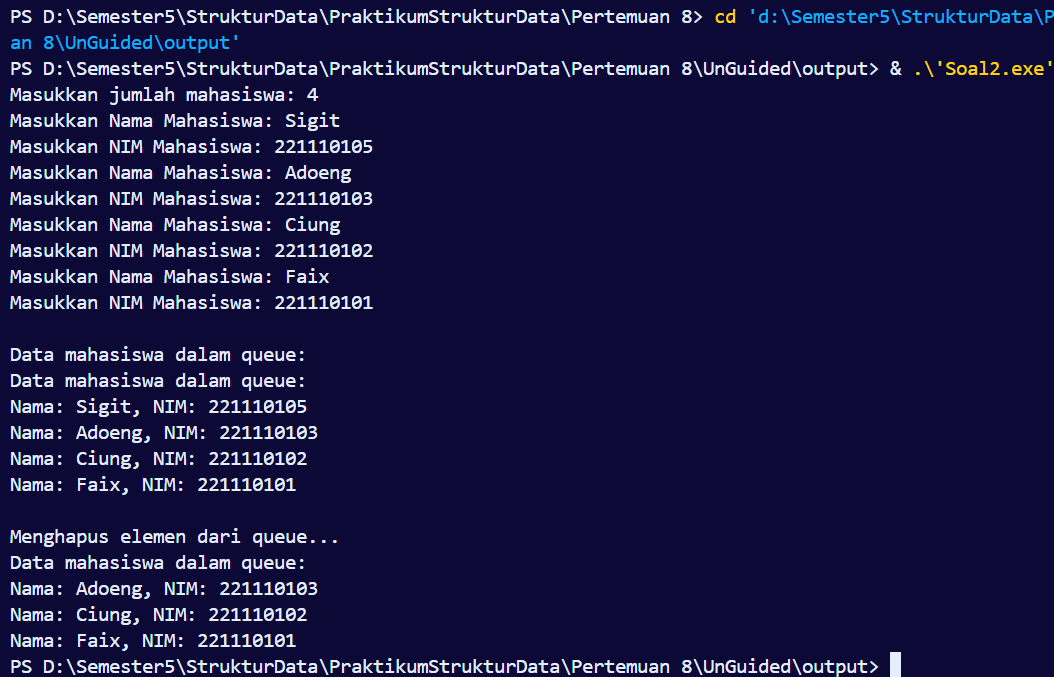 PS D:\Semester5\StrukturData\PraktikumStrukturData\Pertemuan 8> cd 'd:\Semester5\StrukturData\P
an 8\UnGuided\output'
PS D:\Semester5\StrukturData\PraktikumStrukturData\Pertemuan 8\UnGuided\output> & .\'Soal2.exe'
Masukkan jumlah mahasiswa: 4
Masukkan Nama Mahasiswa: Sigit
Masukkan NIM Mahasiswa: 221110105
Masukkan Nama Mahasiswa: Adoeng
Masukkan NIM Mahasiswa: 221110103
Masukkan Nama Mahasiswa: Ciung
Masukkan NIM Mahasiswa: 221110102
Masukkan Nama Mahasiswa: Faix
Masukkan NIM Mahasiswa: 221110101
Data mahasiswa dalam queue:
Data mahasiswa dalam queue:
Nama: Sigit, NIM: 221110105
Nama: Adoeng, NIM: 221110103
Nama: Ciung, NIM: 221110102
Nama: Faix, NIM: 221110101
Menghapus elemen dari queue...
Data mahasiswa dalam queue:
Nama: Adoeng, NIM: 221110103
Nama: Ciung, NIM: 221110102
Nama: Faix, NIM: 221110101
PS D:\Semester5\StrukturData\PraktikumStrukturData\Pertemuan 8\UnGuided\output>